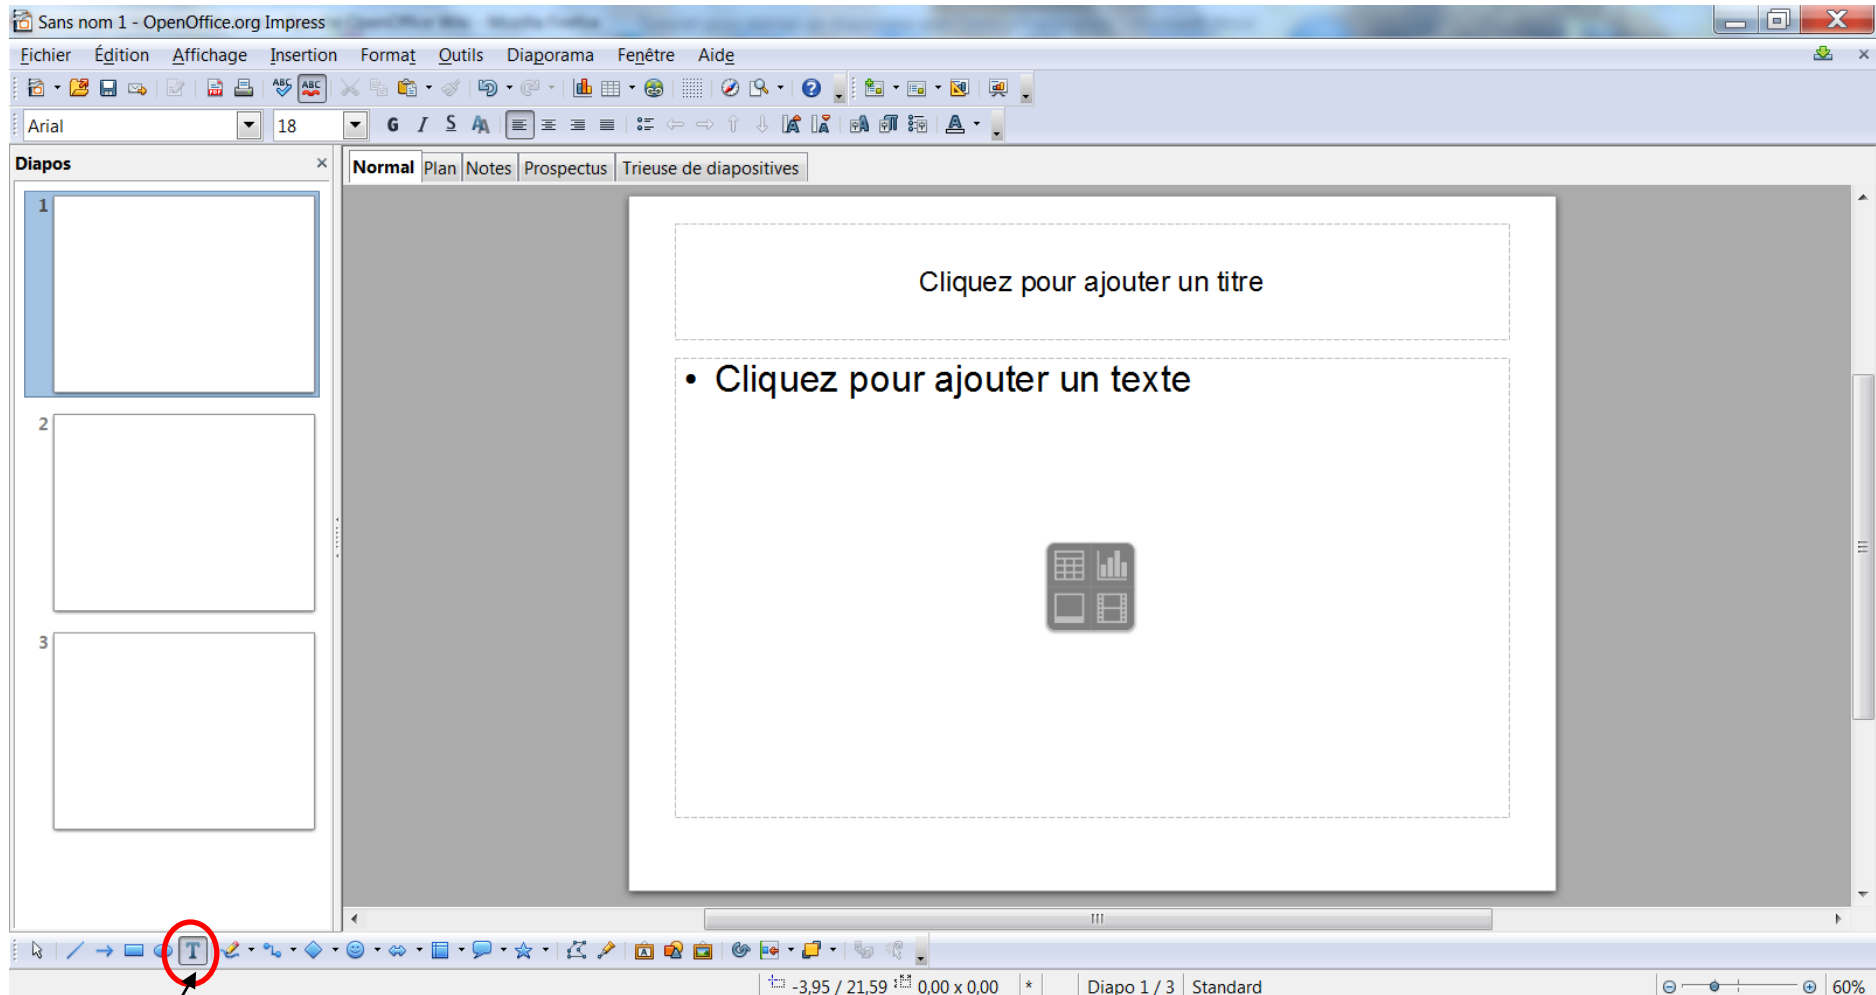 Sans nom 1 - OpenOffice.org Impress
Fichier Édition Affichage Insertion Format Outils Diaporama Fenêtre Aide
Arial 18 G I S
Diapos × Normal Plan Notes Prospectus Trieuse de diapositives
1
Cliquez pour ajouter un titre
• Cliquez pour ajouter un texte
2
3
T
-3,95 / 21,59 0,00 x 0,00 * Diapo 1 / 3 Standard 60%